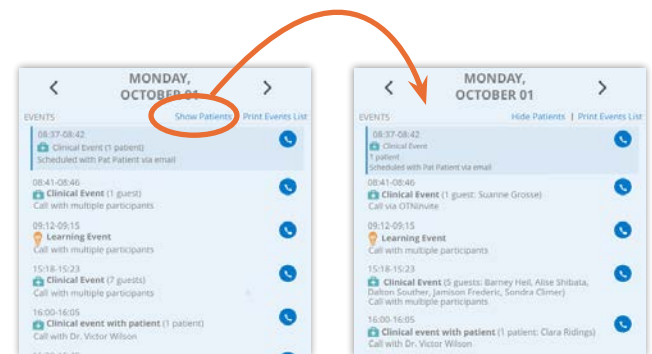 MONDAY,
OCTOBER 01
EVENTS
Show Patients
Print Events List
08:37-08:42
Clinical Event (1 patient)
Scheduled with Pat Patient via email
08:41-08:46
Clinical Event (1 guest)
Call with multiple participants
09:12-09:15
Learning Event
Call with multiple participants
15:18-15:23
Clinical Event (7 guests)
Call with multiple participants
16:00-16:05
Clinical event with patient (1 patient)
Call with Dr. Victor Wilson
MONDAY,
OCTOBER 01
EVENTS
Hide Patients | Print Events List
08:37-08:42
Clinical Event
1 patient
Scheduled with Pat Patient via email
08:41-08:46
Clinical Event (1 guest: Suanne Grosse)
Call via OTNinvite
09:12-09:15
Learning Event
Call with multiple participants
15:18-15:23
Clinical Event (5 guests: Barney Heil, Alise Shibata,
Dalton Souther, Jamison Frederic, Sondra Climer)
Call with multiple participants
16:00-16:05
Clinical event with patient (1 patient: Clara Ridings)
Call with Dr. Victor Wilson